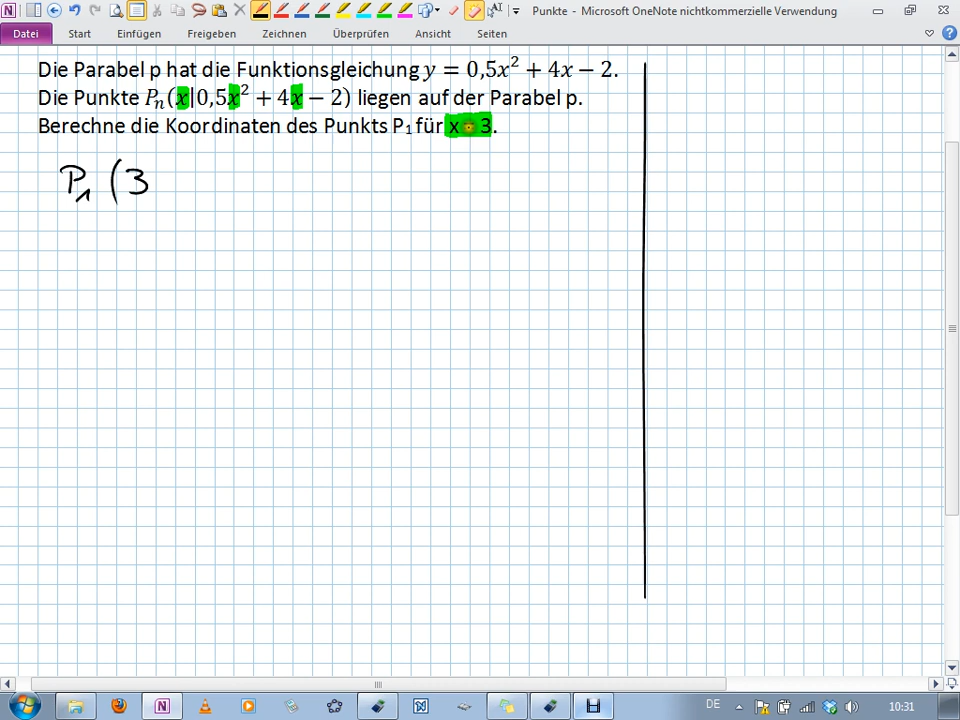 Punkte - Microsoft OneNote nichtkommerzielle Verwendung
Datei Start Einfügen Freigeben Zeichnen Überprüfen Ansicht Seiten
Die Parabel p hat die Funktionsgleichung y = 0,5x² + 4x − 2.
Die Punkte Pₙ(x|0,5x² + 4x − 2) liegen auf der Parabel p.
Berechne die Koordinaten des Punkts P₁ für x = 3.
P₁ (3
DE 10:31